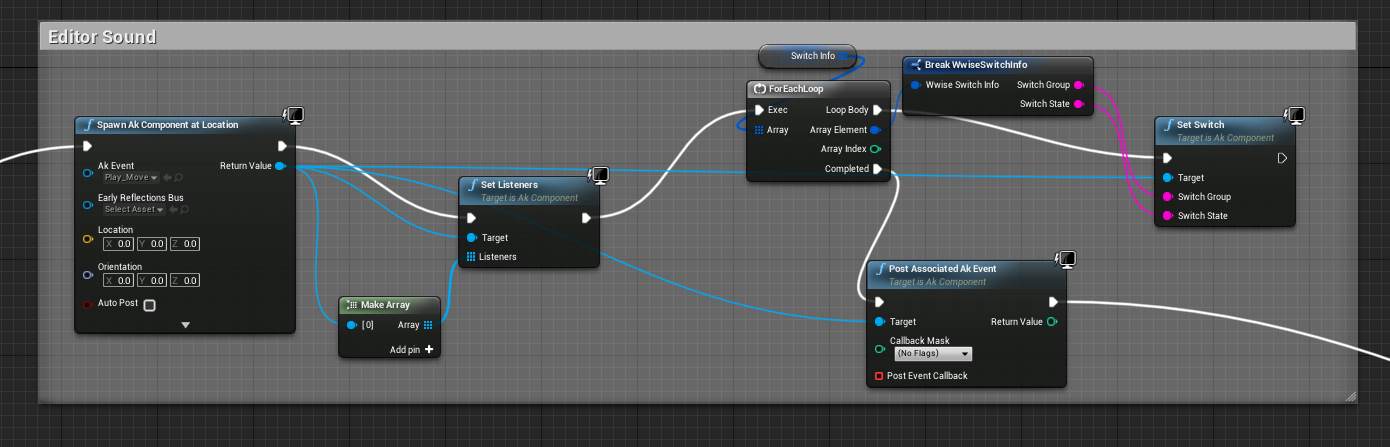 Editor Sound
Spawn Ak Component at Location
Ak Event
Play_Move
Return Value
Early Reflections Bus
Select Asset
Location
X 0.0 Y 0.0 Z 0.0
Orientation
X 0.0 Y 0.0 Z 0.0
Auto Post
Make Array
[0] Array
Add pin
Set Listeners
Target is Ak Component
Target
Listeners
Switch Info
ForEachLoop
Exec Loop Body
Array Array Element
Array Index
Completed
Break WwiseSwitchInfo
Wwise Switch Info Switch Group
Switch State
Set Switch
Target is Ak Component
Target
Switch Group
Switch State
Post Associated Ak Event
Target is Ak Component
Target Return Value
Callback Mask
(No Flags)
Post Event Callback